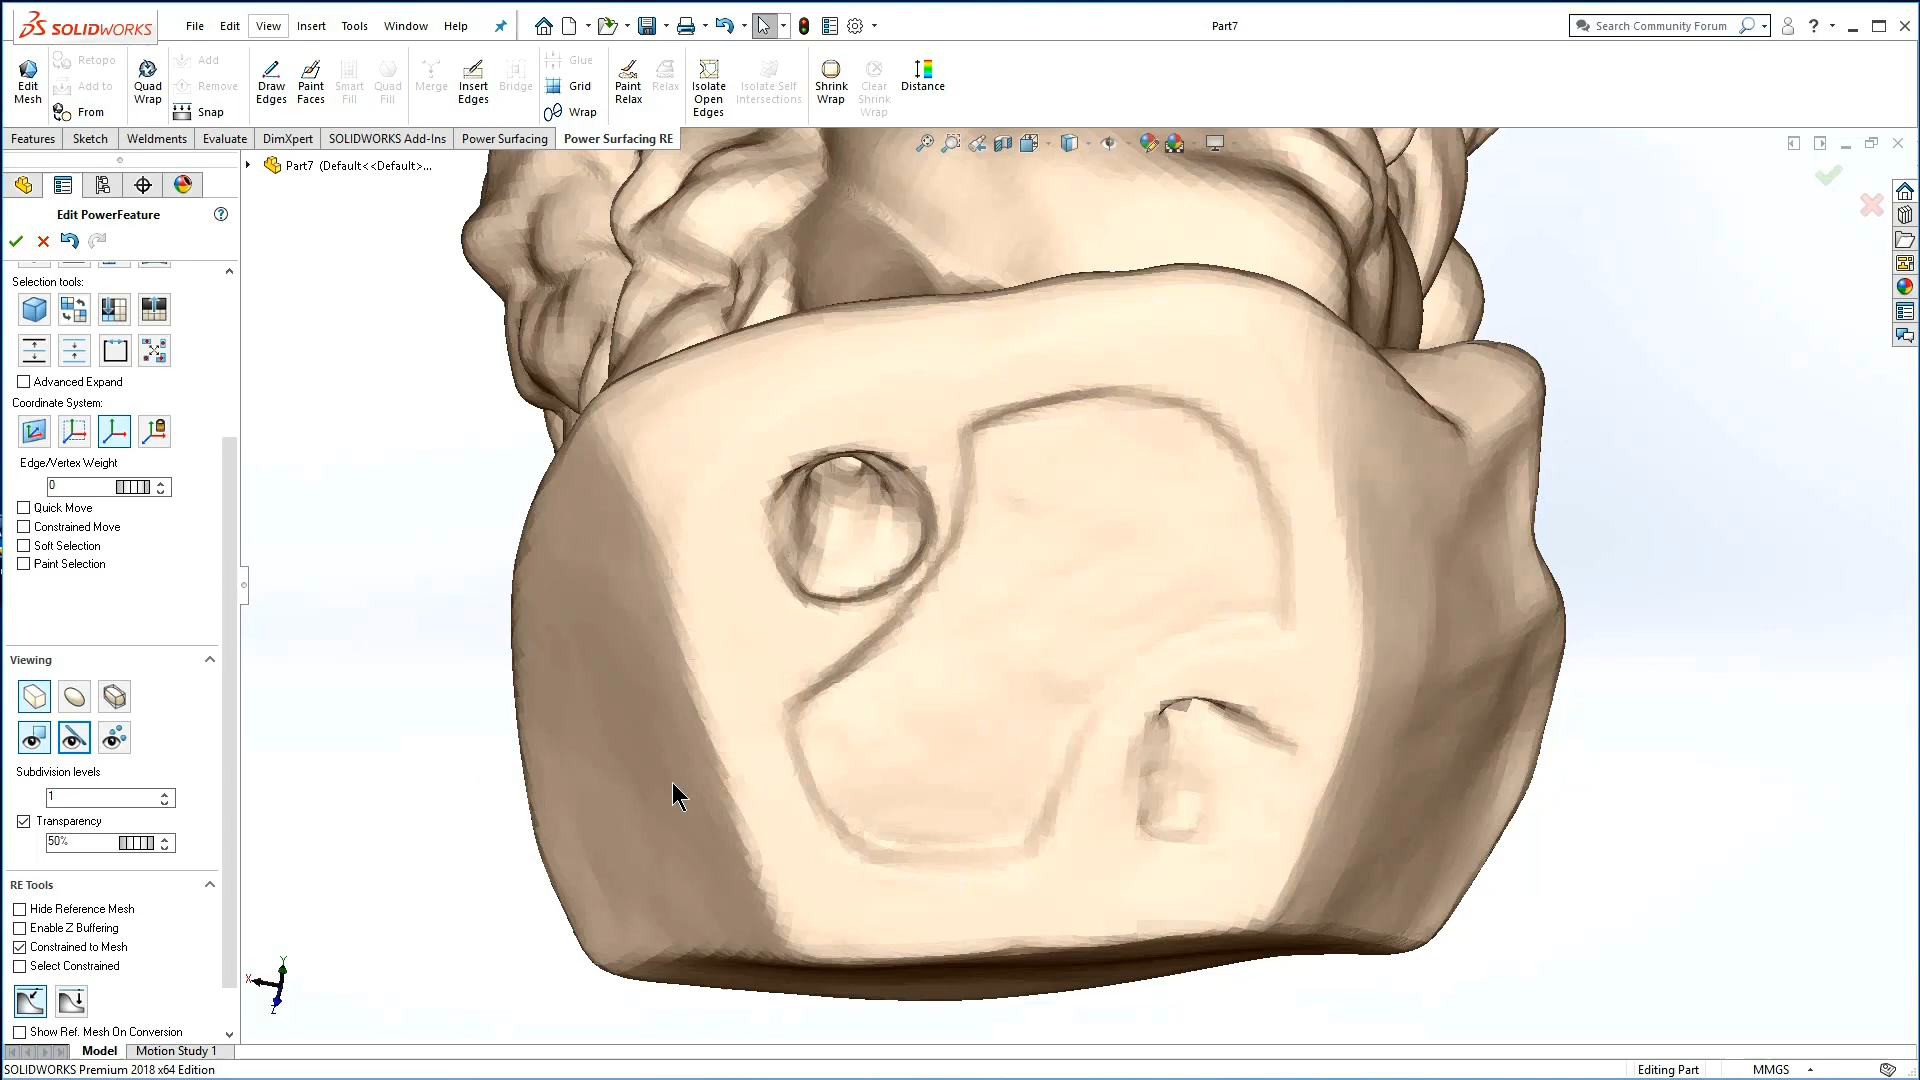 SOLIDWORKS
File Edit View Insert Tools Window Help
Part7
Search Community Forum
?
Edit Mesh
Retopo
Add to
From
Quad Wrap
Add
Remove
Snap
Draw Edges
Paint Faces
Smart Fill
Quad Fill
Merge
Insert Edges
Bridge
Glue
Grid
Wrap
Paint Relax
Relax
Isolate Open Edges
Isolate Self Intersections
Shrink Wrap
Clear Shrink Wrap
Distance
Features Sketch Weldments Evaluate DimXpert SOLIDWORKS Add-Ins Power Surfacing Power Surfacing RE
Part7 (Default<<Default>...
Edit PowerFeature
Selection tools:
Advanced Expand
Coordinate System:
Edge/Vertex Weight
0
Quick Move
Constrained Move
Soft Selection
Paint Selection
Viewing
Subdivision levels
1
Transparency
50%
RE Tools
Hide Reference Mesh
Enable Z Buffering
Constrained to Mesh
Select Constrained
Show Ref. Mesh On Conversion
Y
X
Z
Model Motion Study 1
SOLIDWORKS Premium 2018 x64 Edition
Editing Part
MMGS